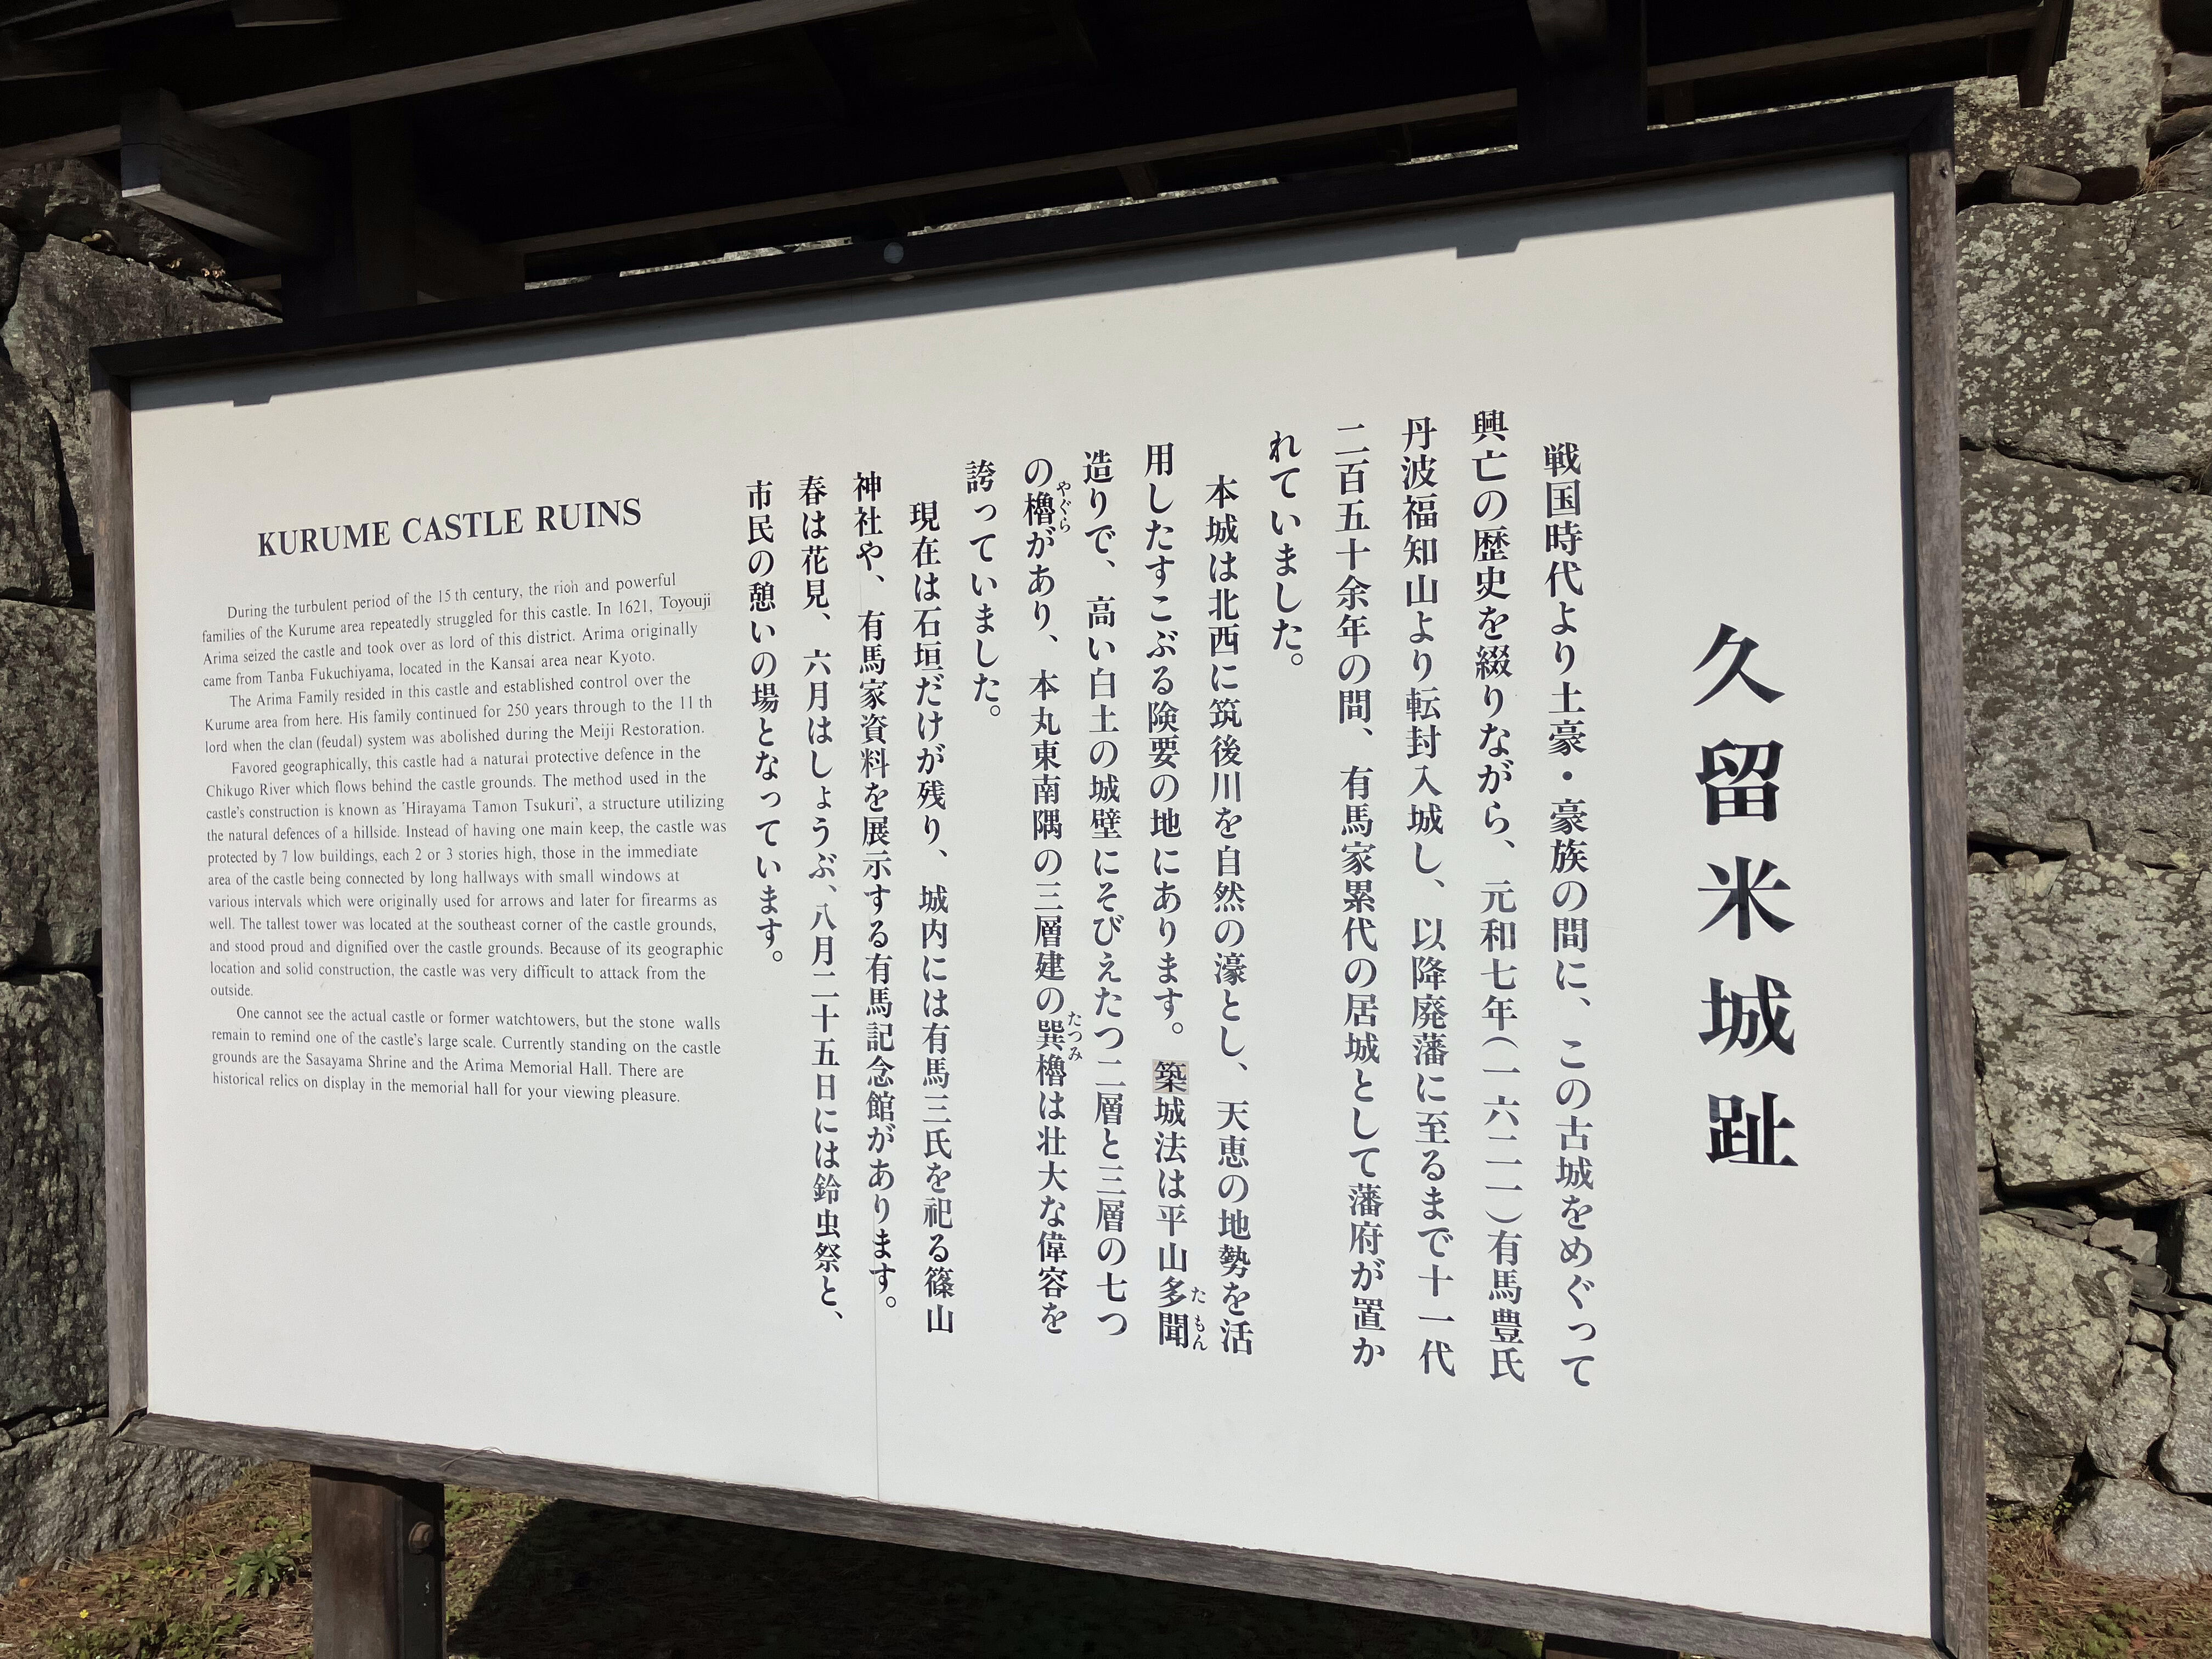 久留米城趾
戦国時代より土豪・豪族の間に、この古城をめぐって
興亡の歴史を綴りながら、元和七年（一六二一）有馬豊氏
丹波福知山より転封入城し、以降廃藩に至るまで十一代
二百五十余年の間、有馬家累代の居城として藩府が置か
れていました。
本城は北西に筑後川を自然の濠とし、天恵の地勢を活
用したすこぶる険要の地にあります。築城法は平山多聞
たもん
造りで、高い白土の城壁にそびえたつ二層と三層の七つ
の櫓があり、本丸東南隅の三層建の巽櫓は壮大な偉容を
やぐら
たつみ
誇っていました。
現在は石垣だけが残り、城内には有馬三氏を祀る篠山
神社や、有馬家資料を展示する有馬記念館があります。
春は花見、六月はしょうぶ、八月二十五日には鈴虫祭と、
市民の憩いの場となっています。
KURUME CASTLE RUINS
During the turbulent period of the 15th century, the rich and powerful
families of the Kurume area repeatedly struggled for this castle. In 1621, Toyouji
Arima seized the castle and took over as lord of this district. Arima originally
came from Tanba Fukuchiyama, located in the Kansai area near Kyoto.
The Arima Family resided in this castle and established control over the
Kurume area from here. His family continued for 250 years through to the 11th
lord when the clan (feudal) system was abolished during the Meiji Restoration.
Favored geographically, this castle had a natural protective defence in the
Chikugo River which flows behind the castle grounds. The method used in the
castle's construction is known as 'Hirayama Tamon Tsukuri', a structure utilizing
the natural defences of a hillside. Instead of having one main keep, the castle was
protected by 7 low buildings, each 2 or 3 stories high, those in the immediate
area of the castle being connected by long hallways with small windows at
various intervals which were originally used for arrows and later for firearms as
well. The tallest tower was located at the southeast corner of the castle grounds,
and stood proud and dignified over the castle grounds. Because of its geographic
location and solid construction, the castle was very difficult to attack from the
outside.
One cannot see the actual castle or former watchtowers, but the stone walls
remain to remind one of the castle's large scale. Currently standing on the castle
grounds are the Sasayama Shrine and the Arima Memorial Hall. There are
historical relics on display in the memorial hall for your viewing pleasure.